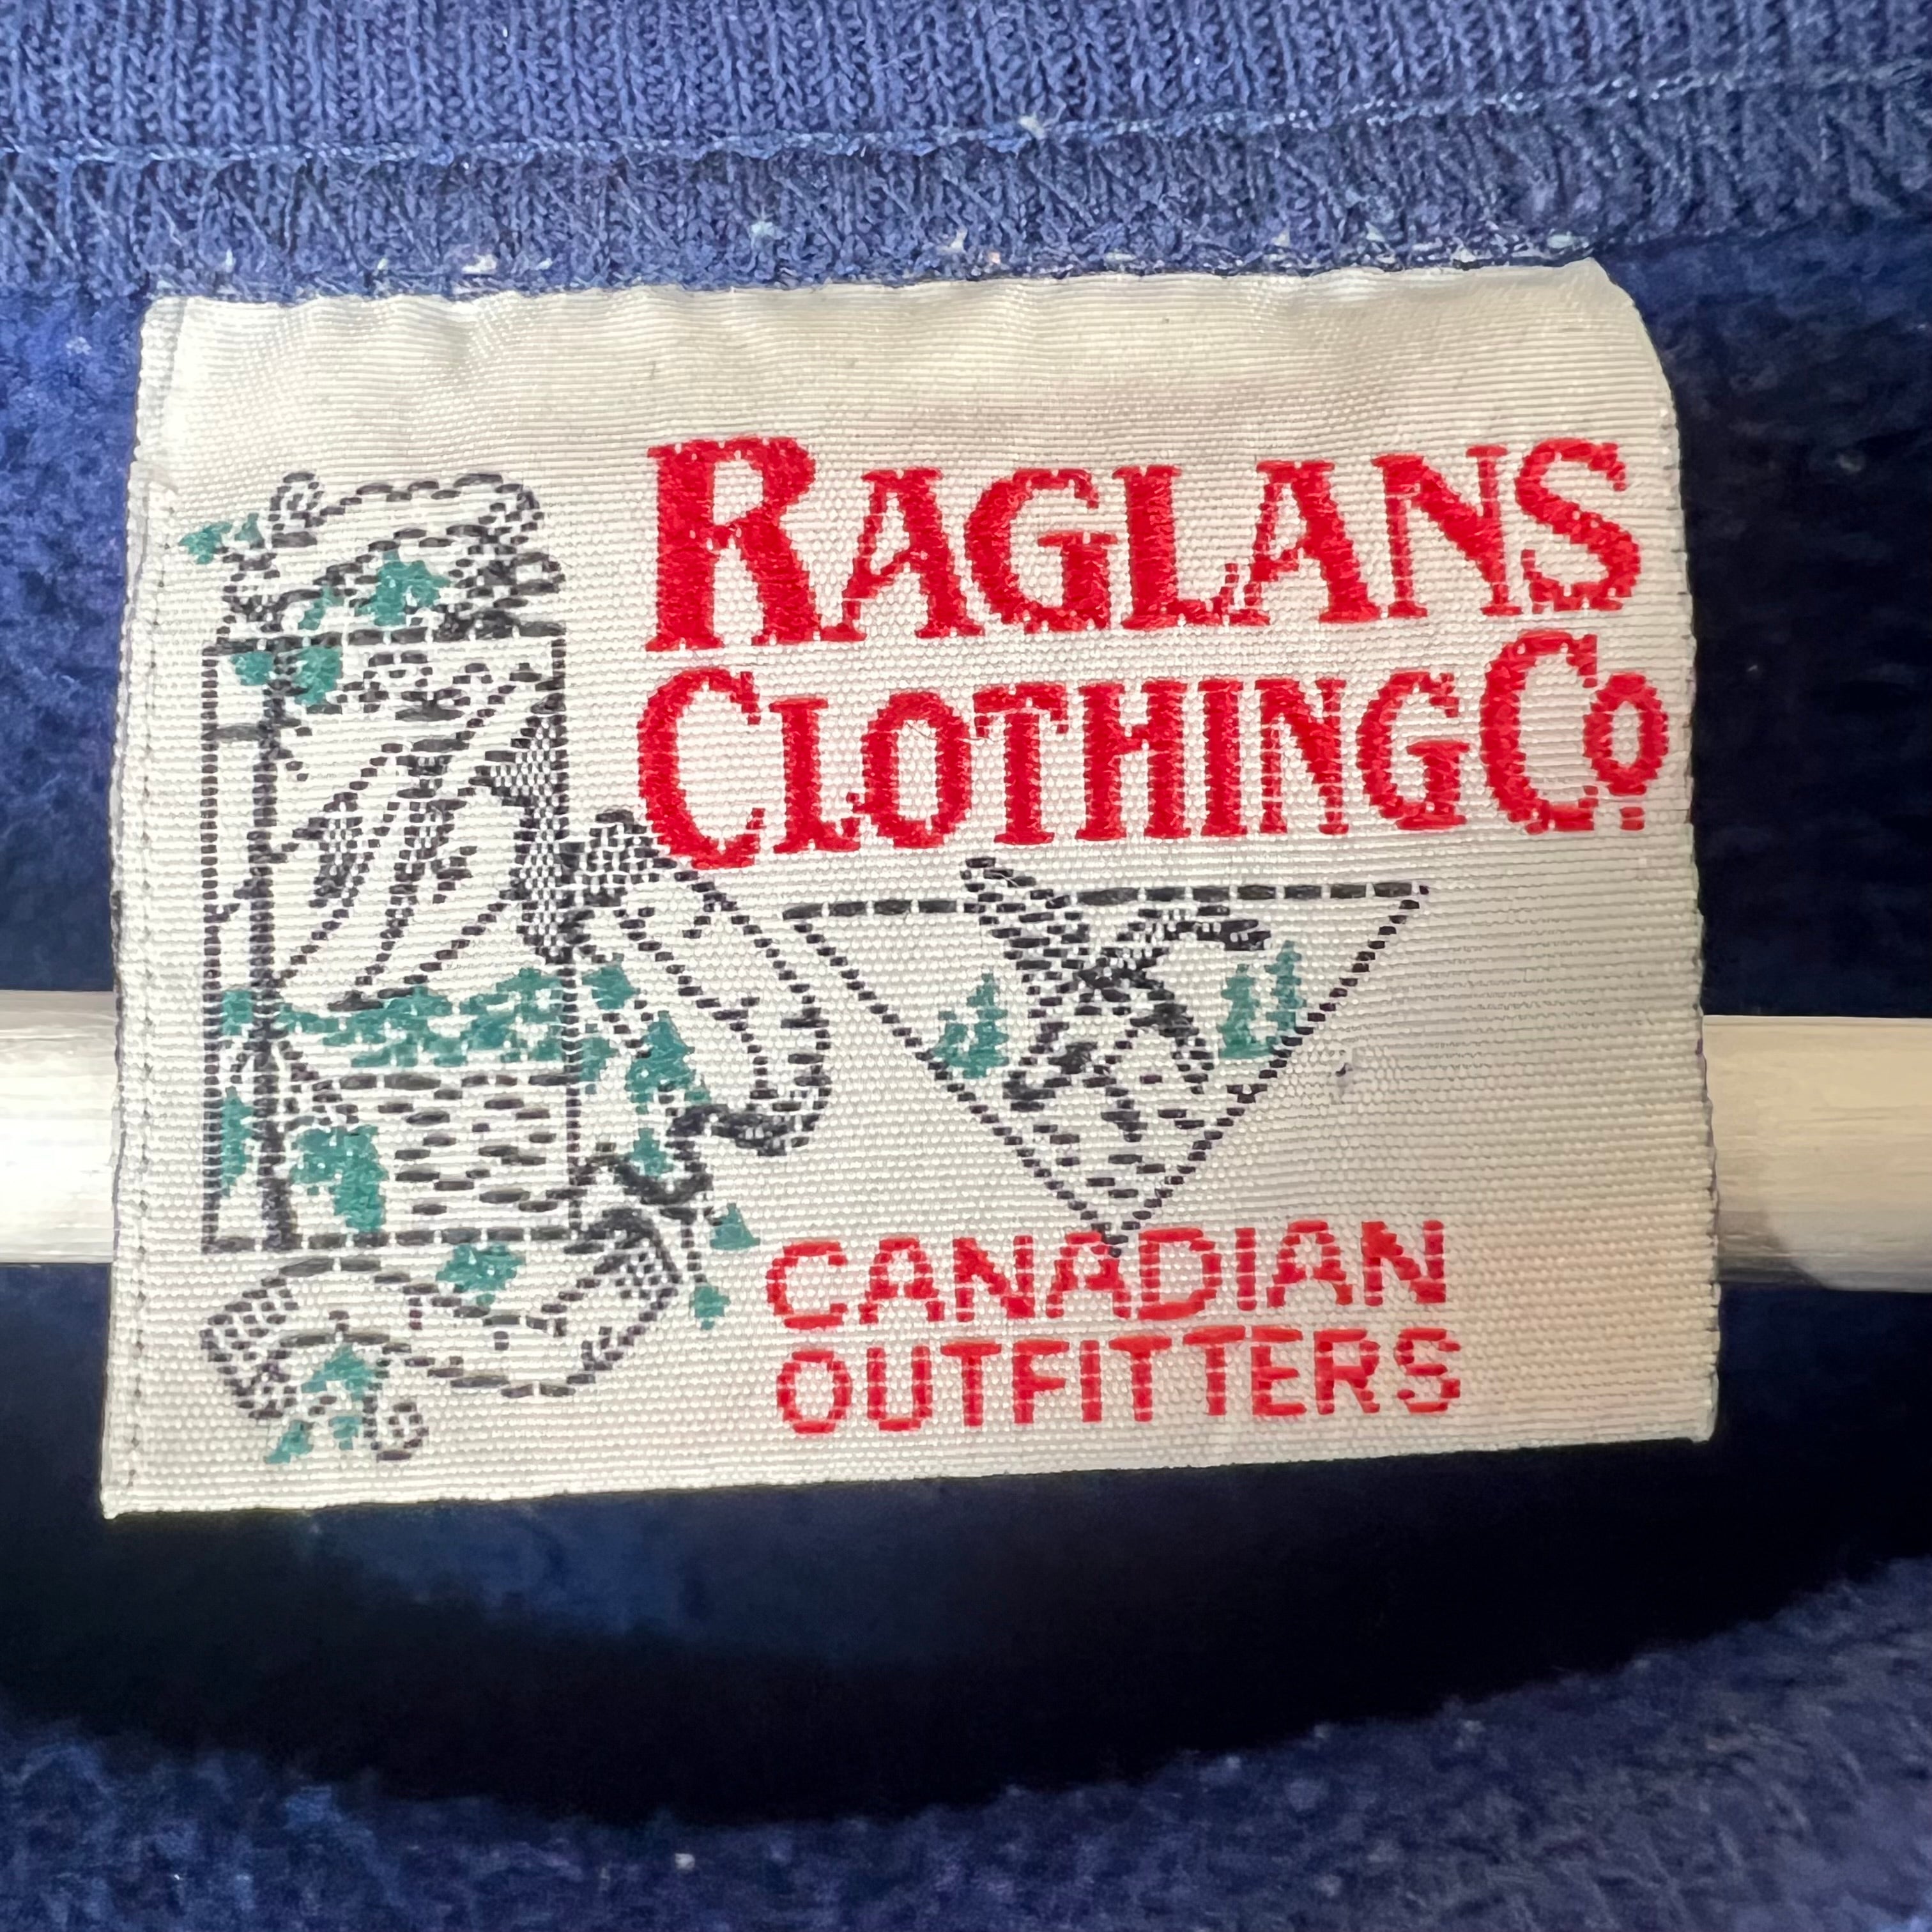 RAGLANS
CLOTHING Co.
CANADIAN
OUTFITTERS